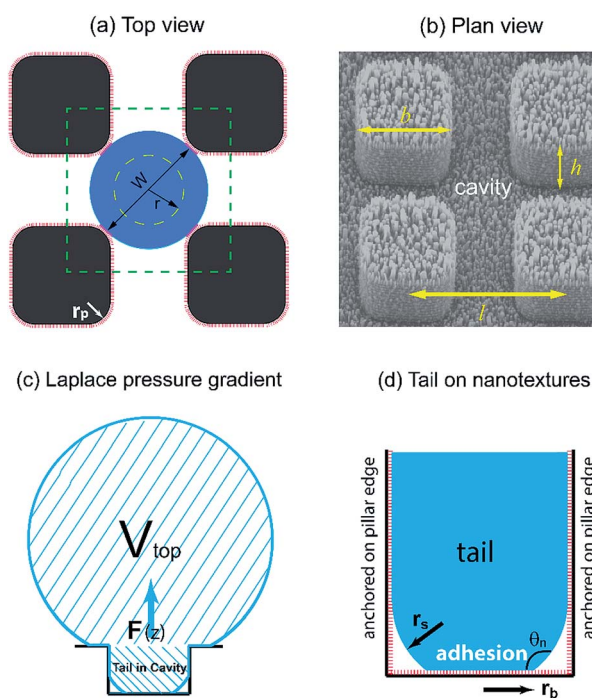 (a) Top view
(b) Plan view
W
r
rp
b
h
cavity
l
(c) Laplace pressure gradient
(d) Tail on nanotextures
Vtop
F(z)
Tail in Cavity
anchored on pillar edge
tail
anchored on pillar edge
rs
adhesion
θn
rb